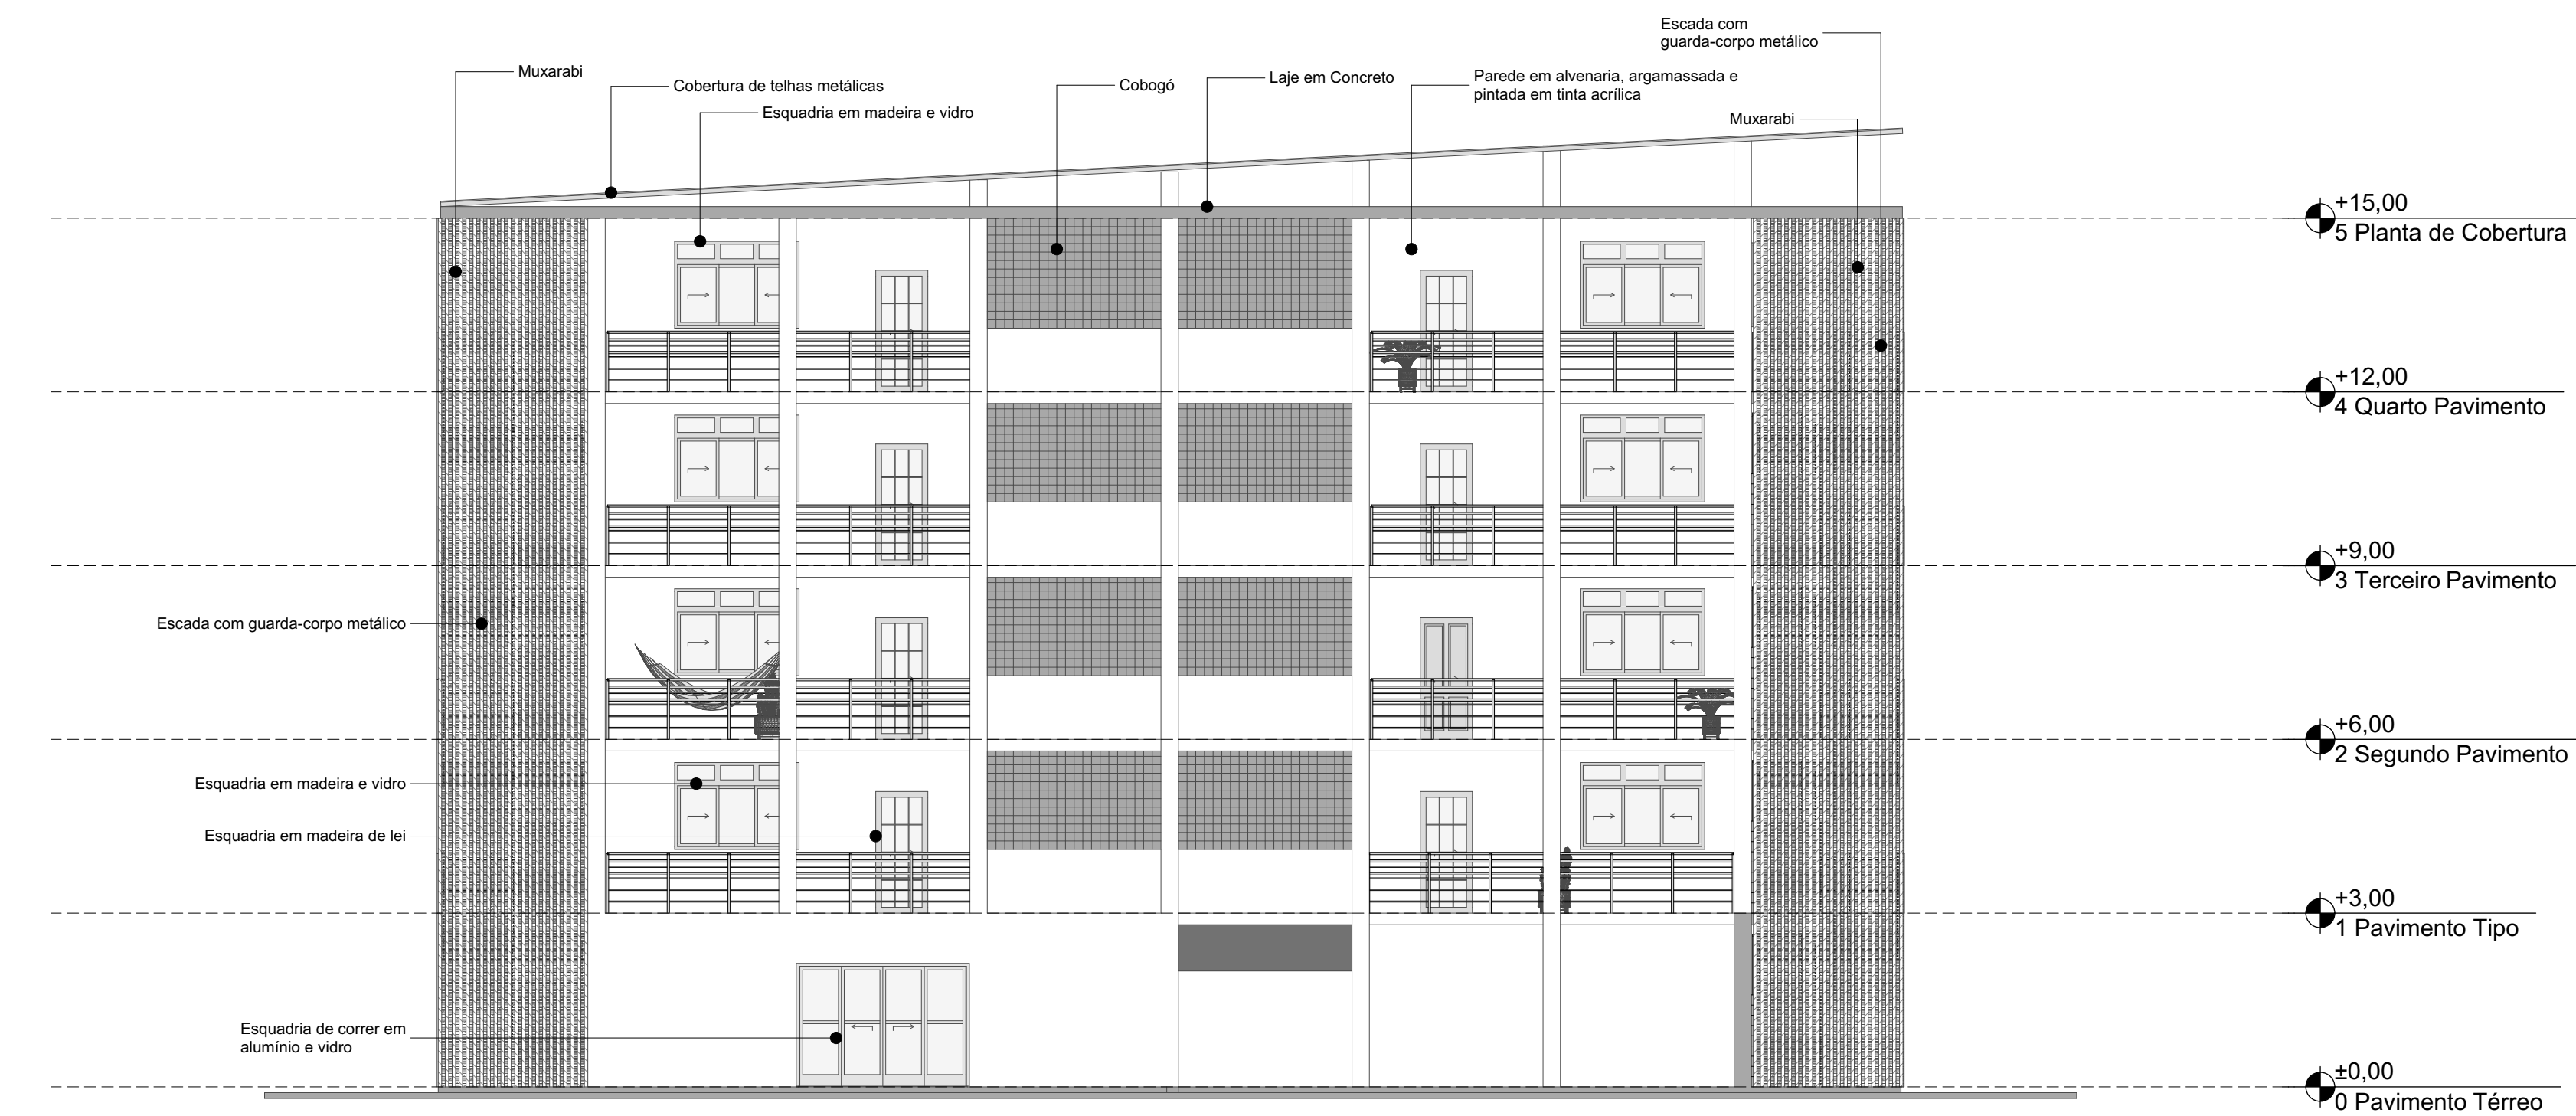 Escada com
guarda-corpo metálico
Muxarabi
Cobertura de telhas metálicas
Esquadria em madeira e vidro
Cobogó
Laje em Concreto
Parede em alvenaria, argamassada e
pintada em tinta acrílica
Muxarabi
+15,00
5 Planta de Cobertura
+12,00
4 Quarto Pavimento
+9,00
3 Terceiro Pavimento
Escada com guarda-corpo metálico
+6,00
2 Segundo Pavimento
Esquadria em madeira e vidro
Esquadria em madeira de lei
+3,00
1 Pavimento Tipo
Esquadria de correr em
alumínio e vidro
±0,00
0 Pavimento Térreo